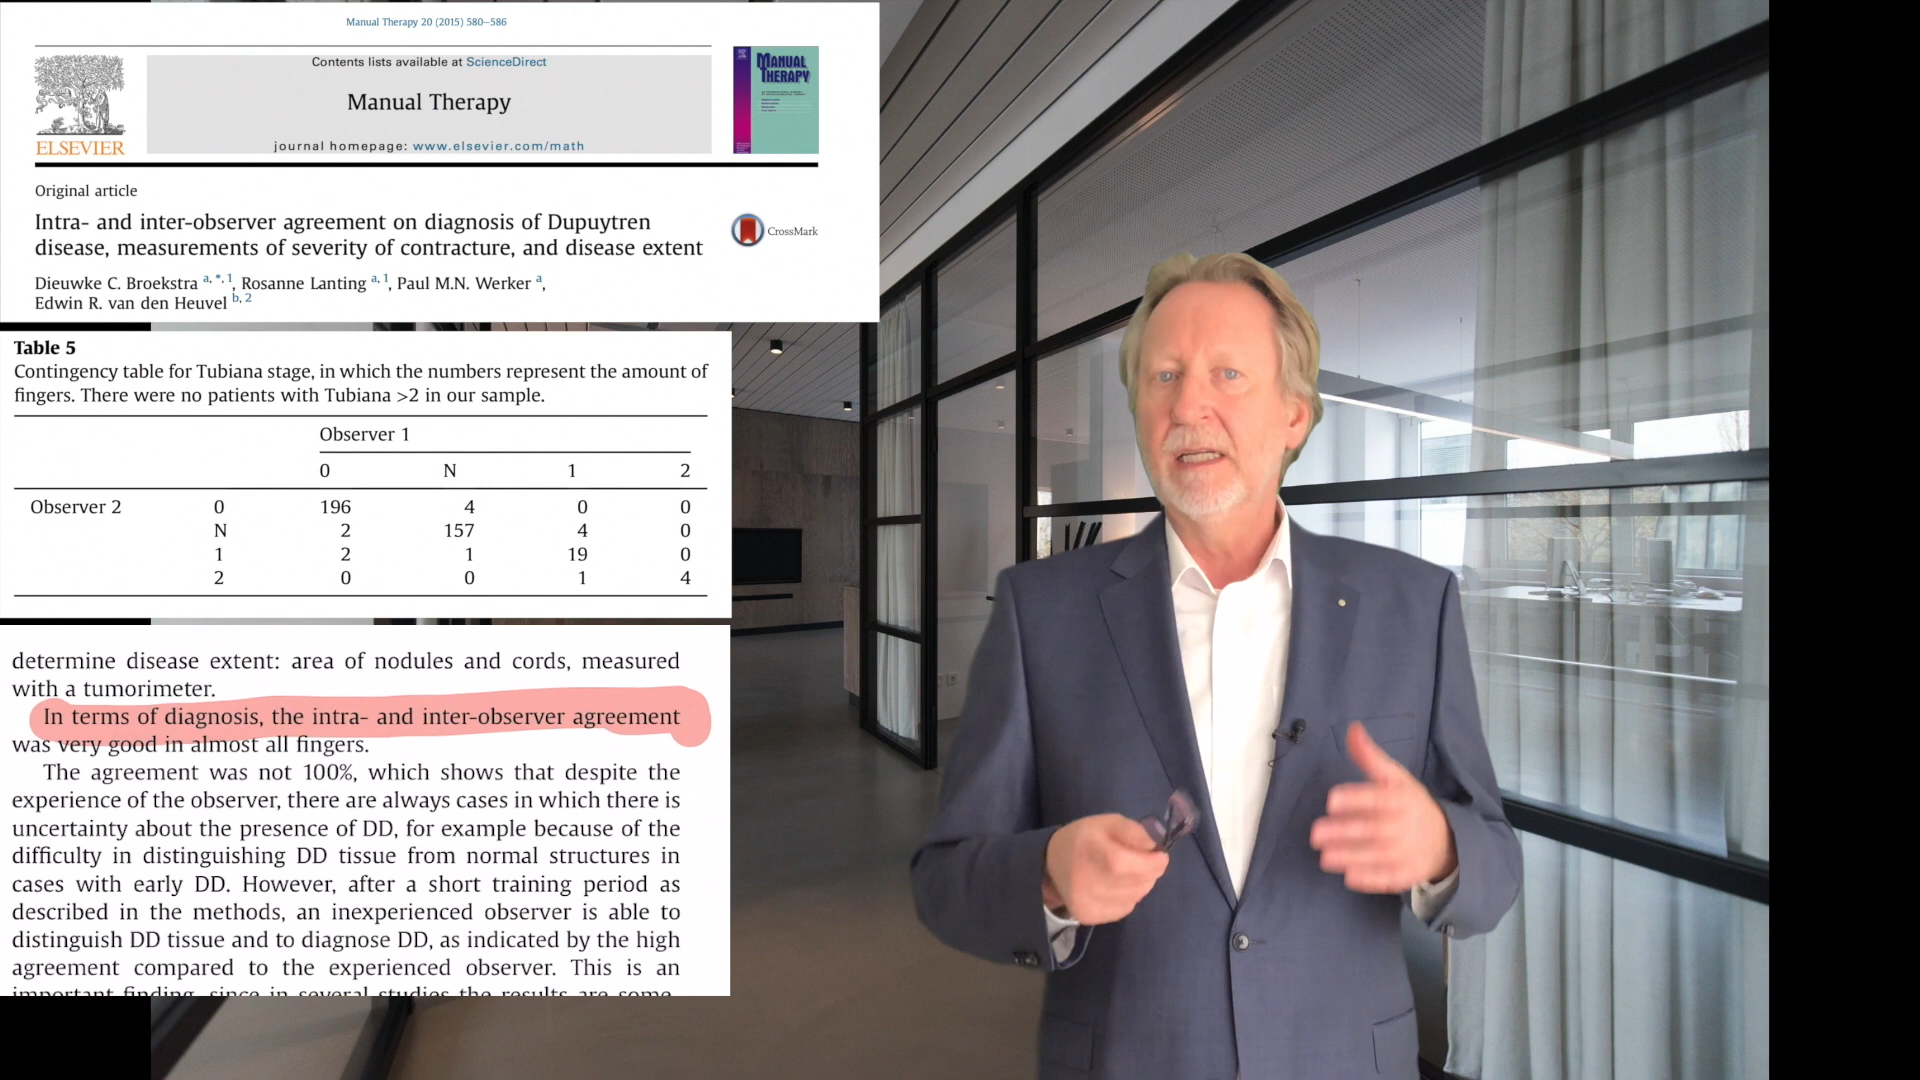 Manual Therapy 20 (2015) 580–586
Contents lists available at ScienceDirect
Manual Therapy
journal homepage: www.elsevier.com/math
ELSEVIER
MANUAL
THERAPY
Original article
Intra- and inter-observer agreement on diagnosis of Dupuytren
disease, measurements of severity of contracture, and disease extent
CrossMark
Dieuwke C. Broekstra a, *, 1, Rosanne Lanting a, 1, Paul M.N. Werker a,
Edwin R. van den Heuvel b, 2
Table 5
Contingency table for Tubiana stage, in which the numbers represent the amount of
fingers. There were no patients with Tubiana >2 in our sample.
Observer 1
0 N 1 2
Observer 2 0 196 4 0 0
N 2 157 4 0
1 2 1 19 0
2 0 0 1 4
determine disease extent: area of nodules and cords, measured
with a tumorimeter.
In terms of diagnosis, the intra- and inter-observer agreement
was very good in almost all fingers.
The agreement was not 100%, which shows that despite the
experience of the observer, there are always cases in which there is
uncertainty about the presence of DD, for example because of the
difficulty in distinguishing DD tissue from normal structures in
cases with early DD. However, after a short training period as
described in the methods, an inexperienced observer is able to
distinguish DD tissue and to diagnose DD, as indicated by the high
agreement compared to the experienced observer. This is an
important finding, since in several studies the results are some-